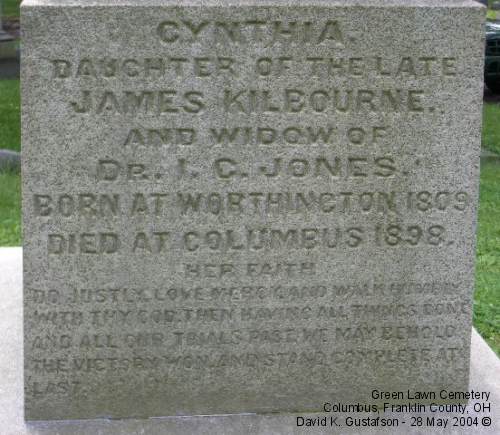 CYNTHIA.
DAUGHTER OF THE LATE
JAMES KILBOURNE.
AND WIDOW OF
DR. I. G. JONES.
BORN AT WORTHINGTON 1809
DIED AT COLUMBUS 1898.
HER FAITH
DO JUSTLY, LOVE MERCY, AND WALK HUMBLY
WITH THY GOD, THEN HAVING ALL THINGS DONE
AND ALL OUR TRIALS PAST, WE MAY BEHOLD
THE VICTORY WON, AND STAND COMPLETE AT
LAST.
Green Lawn Cemetery
Columbus, Franklin County, OH
David K. Gustafson - 28 May 2004 ©